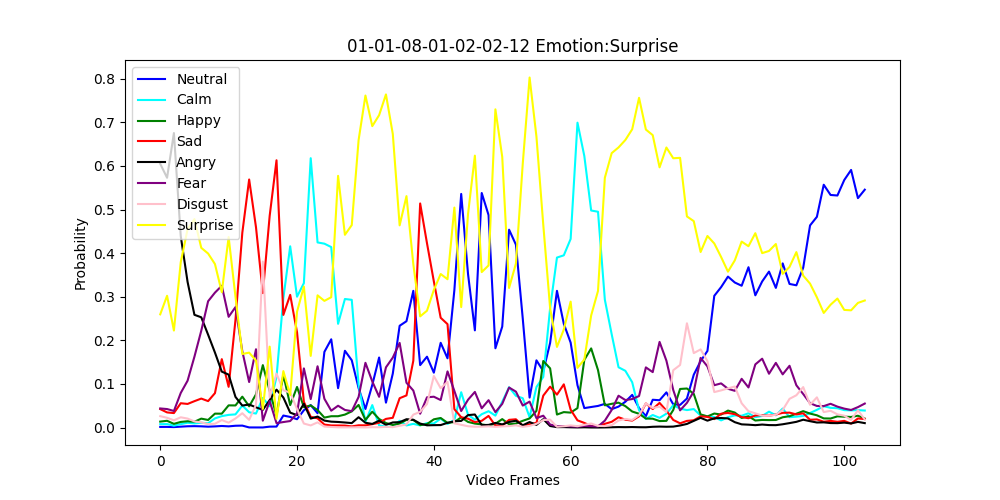 01-01-08-01-02-02-12 Emotion:Surprise
Probability
0.8
0.7
0.6
0.5
0.4
0.3
0.2
0.1
0.0
Neutral
Calm
Happy
Sad
Angry
Fear
Disgust
Surprise
0 20 40 60 80 100
Video Frames